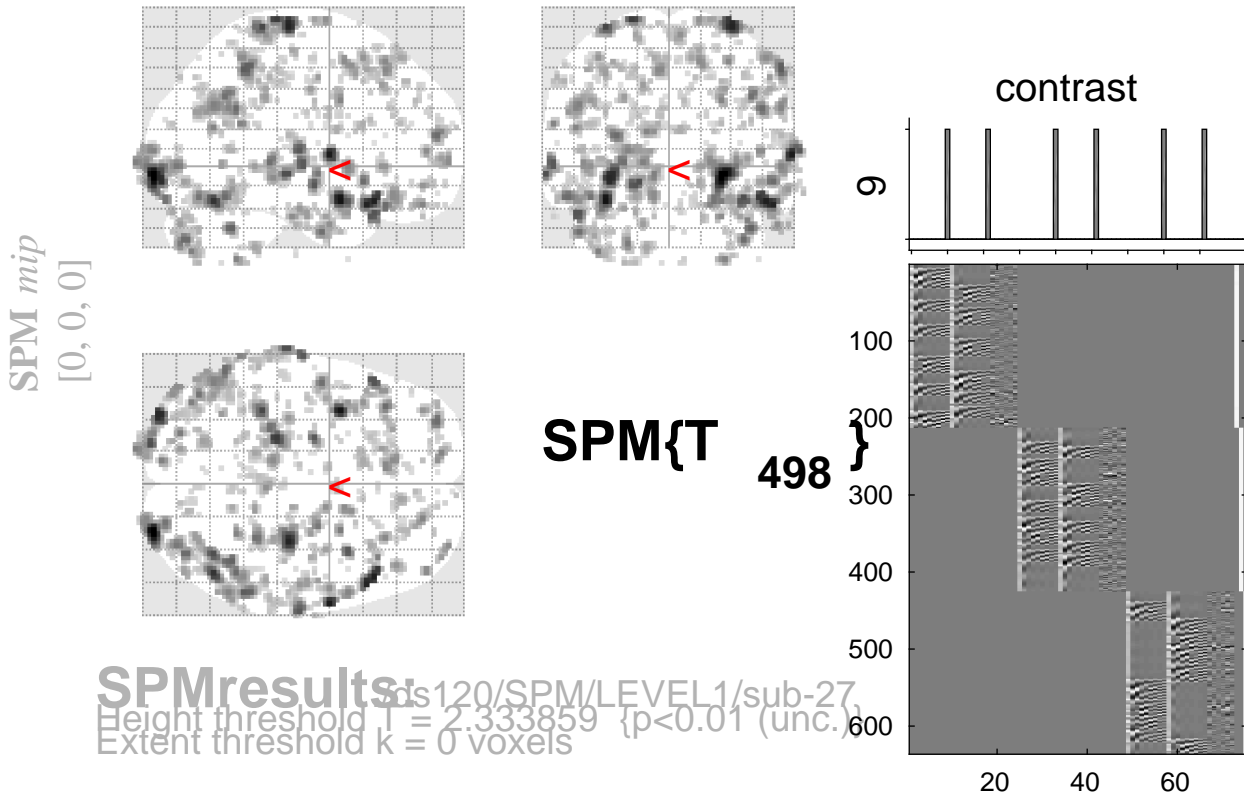 SPM mip
[0, 0, 0]
<
<
<
SPM{T 498 }
contrast
9
100
200
300
400
500
600
20 40 60
SPMresults: /ds120/SPM/LEVEL1/sub-27
Height threshold T = 2.333859 {p<0.01 (unc.)}
Extent threshold k = 0 voxels